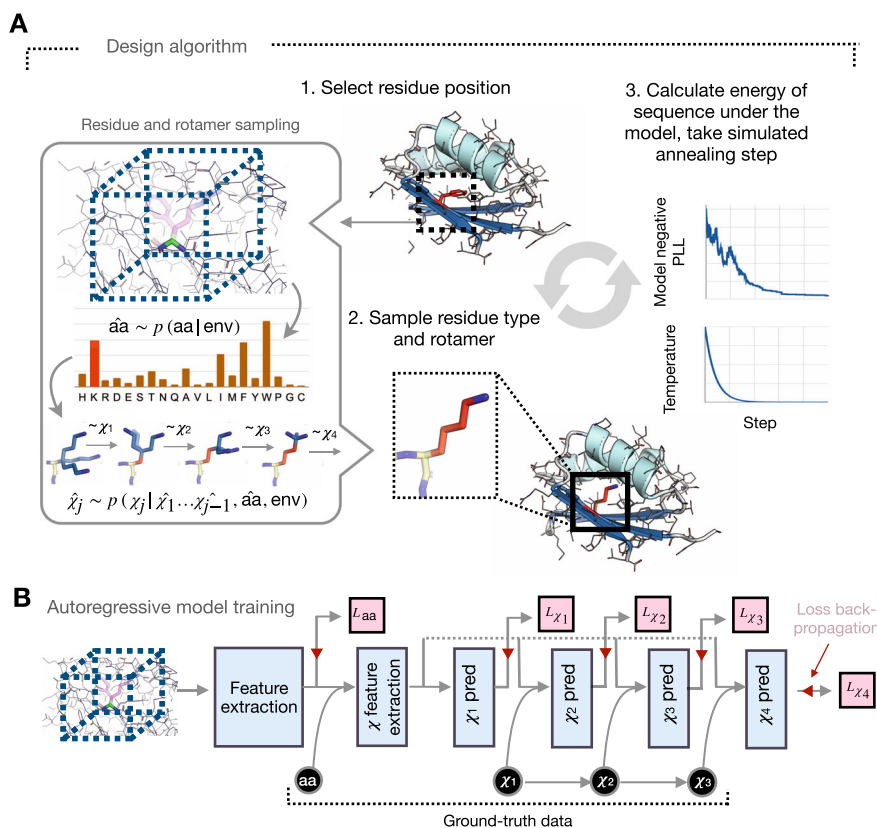 A
Design algorithm
1. Select residue position
3. Calculate energy of
sequence under the
model, take simulated
annealing step
Residue and rotamer sampling
âa ~ p (aa|env)
H K R D E S T N Q A V L I M F Y W P G C
~χ1 ~χ2 ~χ3 ~χ4
χ̂j ~ p (χj | χ̂1...χ̂j−1, âa, env)
2. Sample residue type
and rotamer
Model negative
PLL
Temperature
Step
B
Autoregressive model training
Laa
Lχ1
Lχ2
Lχ3
Loss back-
propagation
Feature
extraction
χ feature
extraction
χ1 pred
χ2 pred
χ3 pred
χ4 pred
Lχ4
aa
χ1
χ2
χ3
Ground-truth data